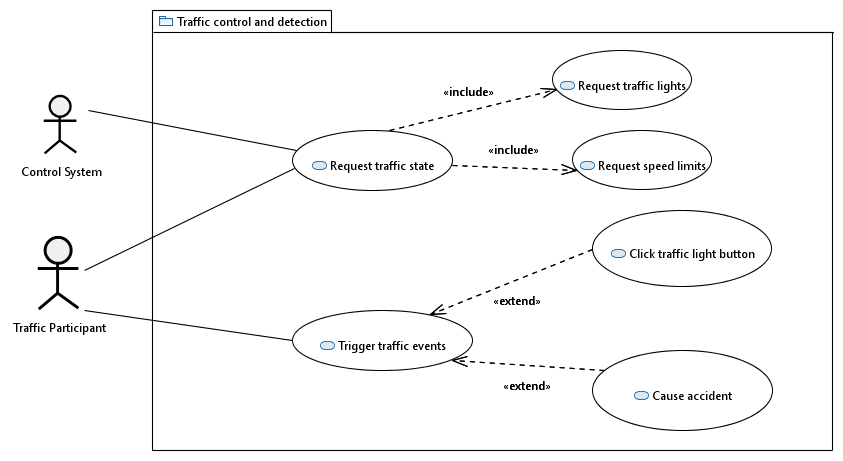 Traffic control and detection
«include»
Request traffic lights
Control System
Request traffic state
«include»
Request speed limits
Click traffic light button
«extend»
Traffic Participant
Trigger traffic events
«extend»
Cause accident